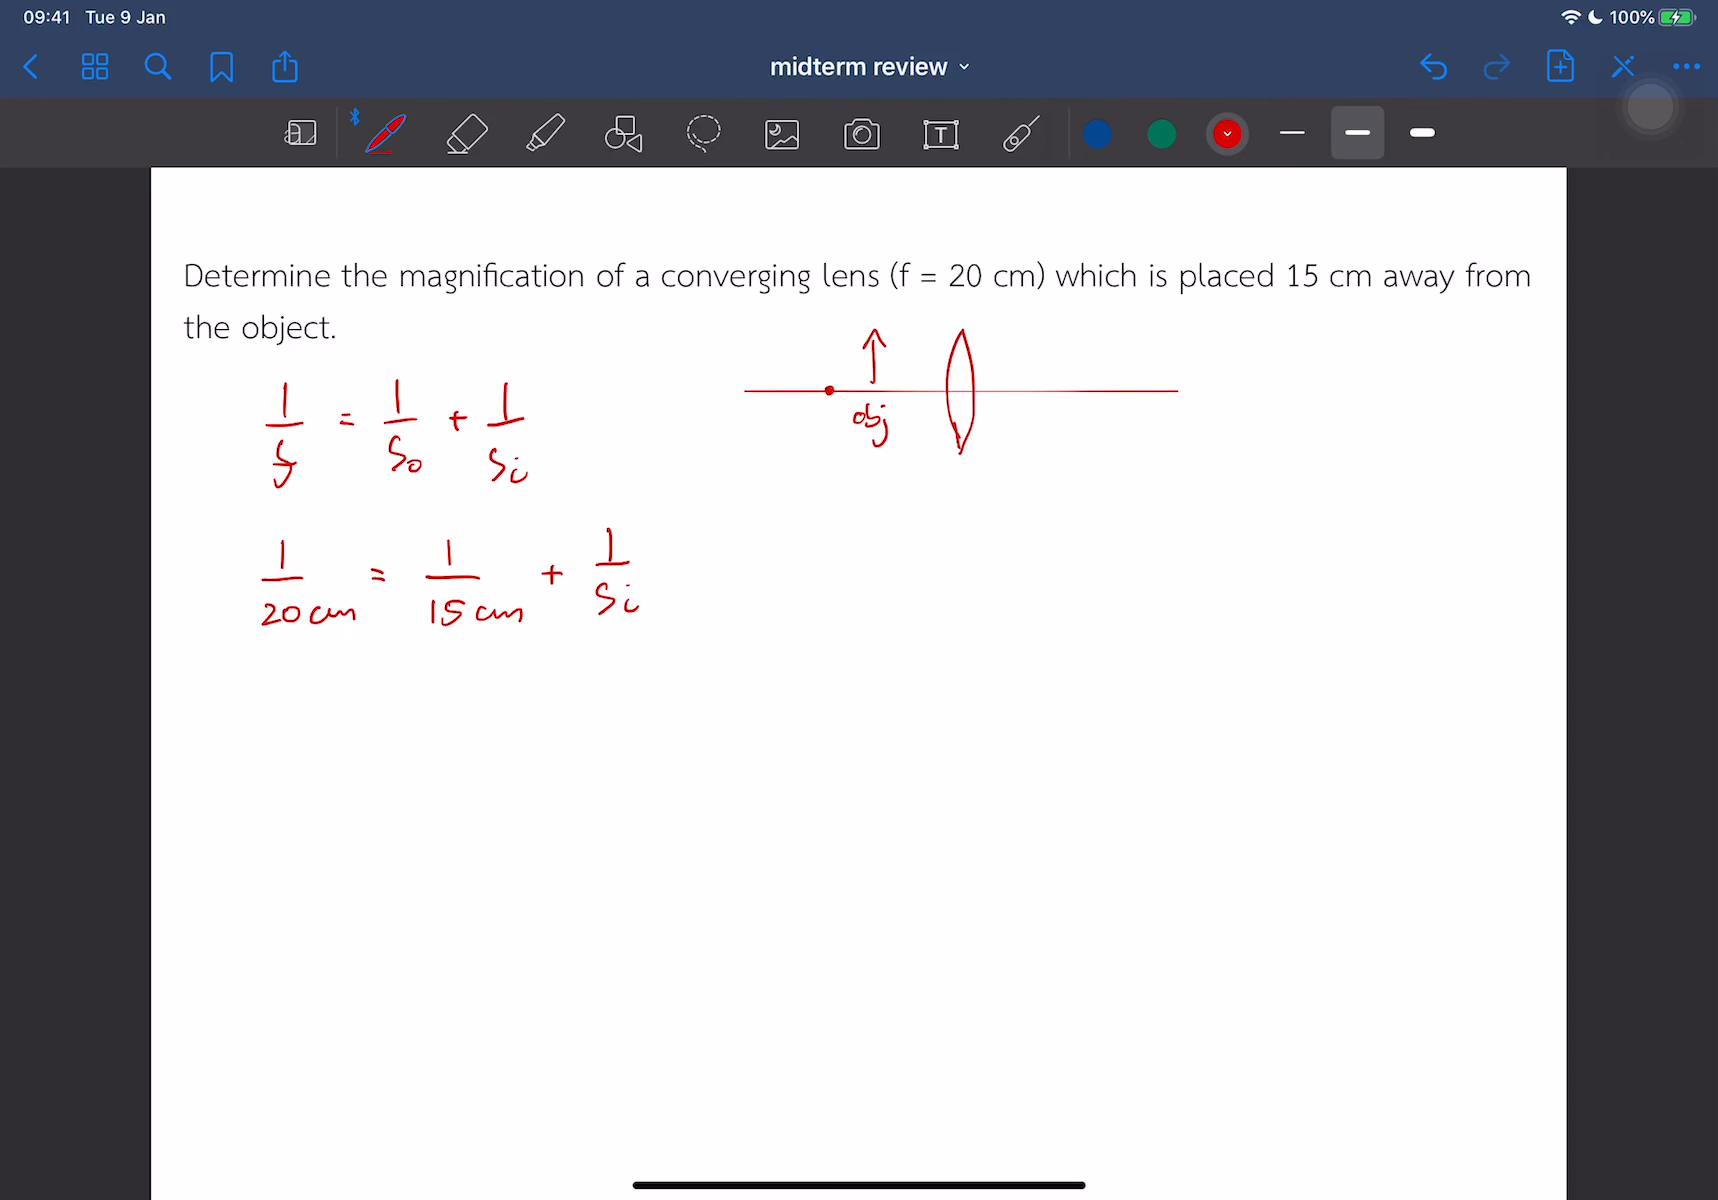 09:41 Tue 9 Jan 100%
midterm review
T
Determine the magnification of a converging lens (f = 20 cm) which is placed 15 cm away from
the object.
obj
1/f = 1/So + 1/Si
1/20 cm = 1/15 cm + 1/Si